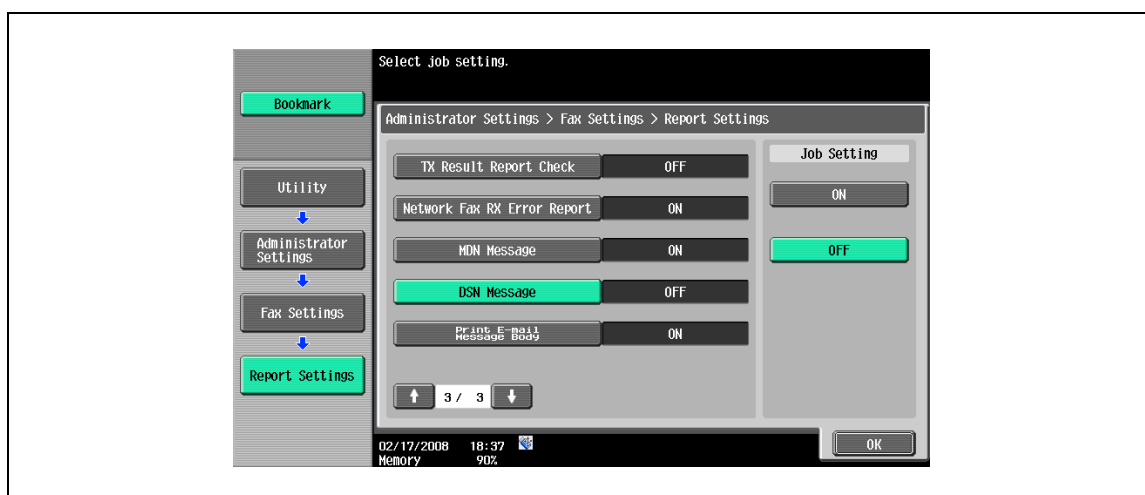 Select job setting.
Bookmark
Administrator Settings > Fax Settings > Report Settings
Utility
Administrator
Settings
Fax Settings
Report Settings
TX Result Report Check OFF
Network Fax RX Error Report ON
MDN Message ON
DSN Message OFF
Print E-mail
Message Body ON
3/ 3
Job Setting
ON
OFF
02/17/2008 18:37
Memory 90%
OK